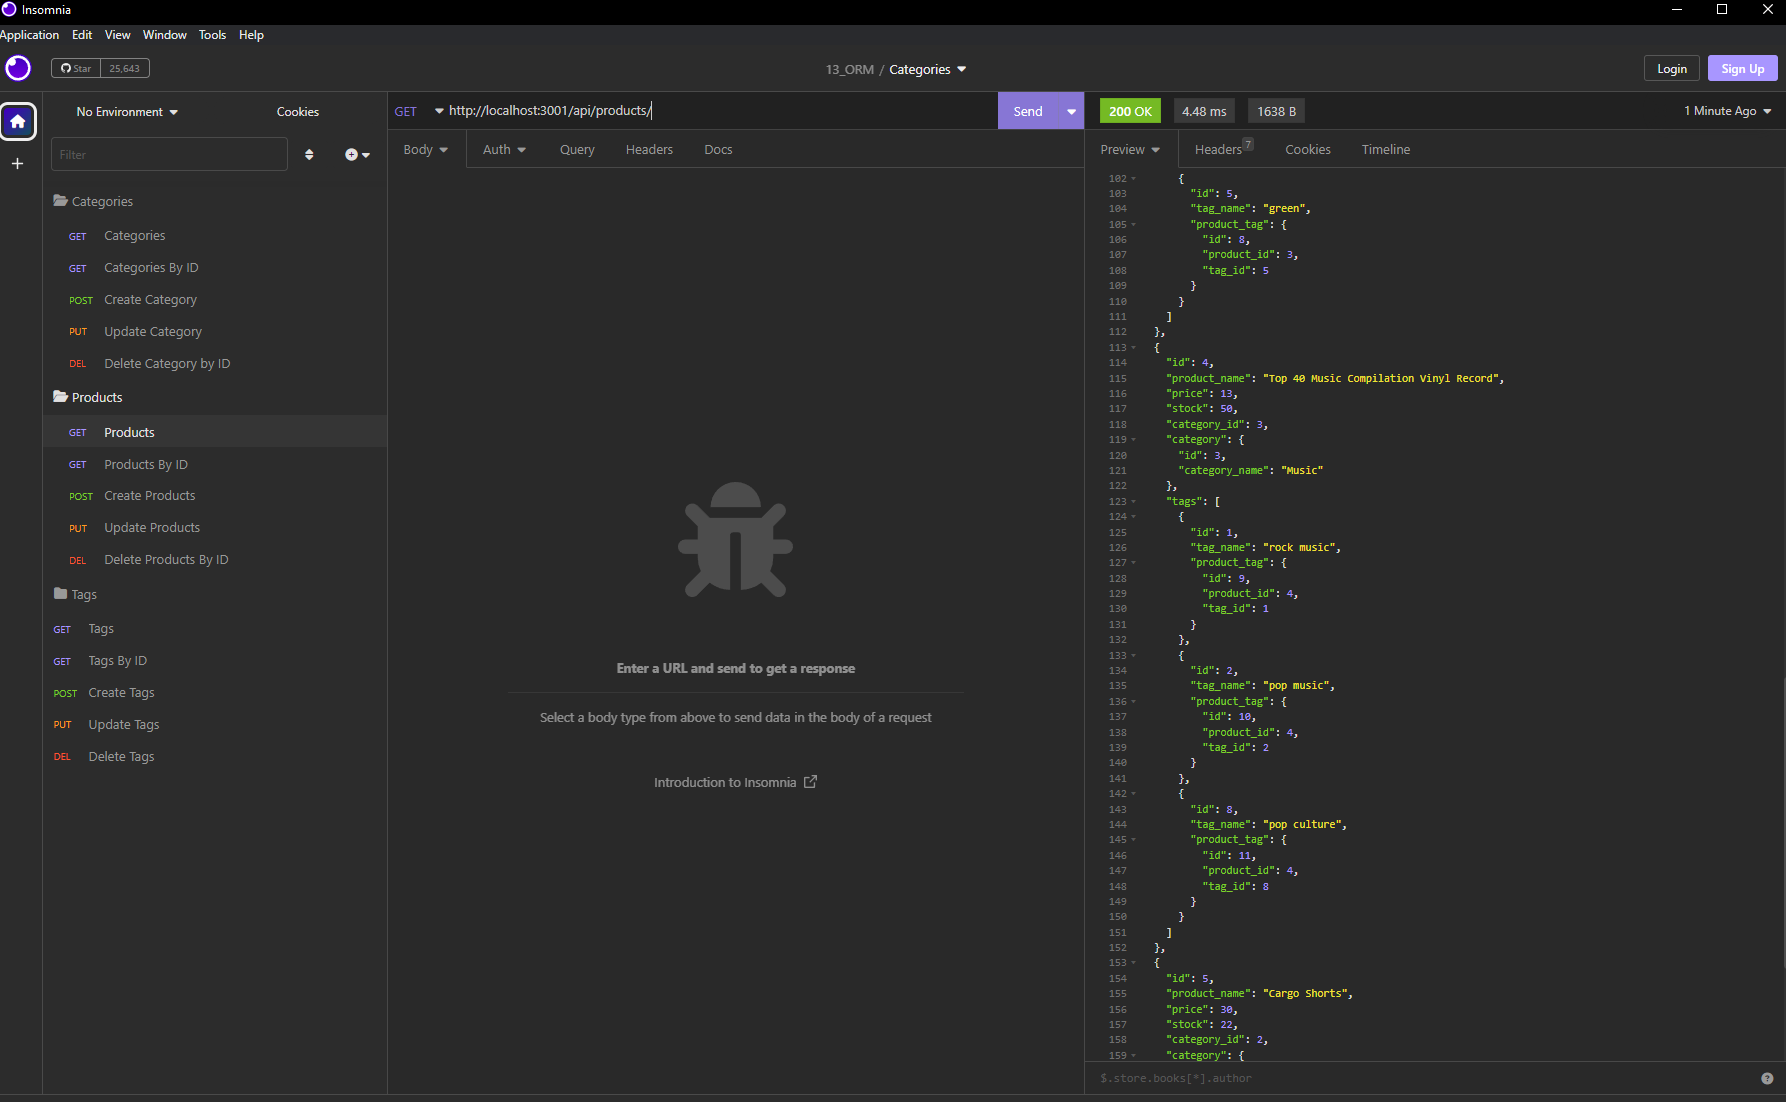 Insomnia
Application Edit View Window Tools Help
Star 25,643
13_ORM / Categories
Login Sign Up
No Environment Cookies
Filter
Categories
GET Categories
GET Categories By ID
POST Create Category
PUT Update Category
DEL Delete Category by ID
Products
GET Products
GET Products By ID
POST Create Products
PUT Update Products
DEL Delete Products By ID
Tags
GET Tags
GET Tags By ID
POST Create Tags
PUT Update Tags
DEL Delete Tags
GET http://localhost:3001/api/products/ Send
Body Auth Query Headers Docs
Enter a URL and send to get a response
Select a body type from above to send data in the body of a request
Introduction to Insomnia
200 OK 4.48 ms 1638 B 1 Minute Ago
Preview Headers 7 Cookies Timeline
102 {
103 "id": 5,
104 "tag_name": "green",
105 "product_tag": {
106 "id": 8,
107 "product_id": 3,
108 "tag_id": 5
109 }
110 }
111 ]
112 },
113 {
114 "id": 4,
115 "product_name": "Top 40 Music Compilation Vinyl Record",
116 "price": 13,
117 "stock": 50,
118 "category_id": 3,
119 "category": {
120 "id": 3,
121 "category_name": "Music"
122 },
123 "tags": [
124 {
125 "id": 1,
126 "tag_name": "rock music",
127 "product_tag": {
128 "id": 9,
129 "product_id": 4,
130 "tag_id": 1
131 }
132 },
133 {
134 "id": 2,
135 "tag_name": "pop music",
136 "product_tag": {
137 "id": 10,
138 "product_id": 4,
139 "tag_id": 2
140 }
141 },
142 {
143 "id": 8,
144 "tag_name": "pop culture",
145 "product_tag": {
146 "id": 11,
147 "product_id": 4,
148 "tag_id": 8
149 }
150 }
151 ]
152 },
153 {
154 "id": 5,
155 "product_name": "Cargo Shorts",
156 "price": 30,
157 "stock": 22,
158 "category_id": 2,
159 "category": {
$.store.books[*].author